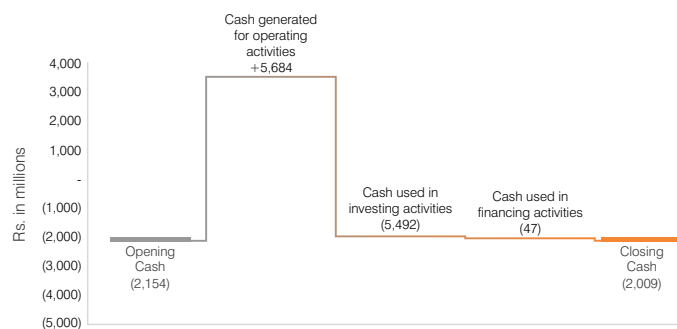 Cash generated
for operating
activities
+5,684
4,000
3,000
2,000
1,000
-
(1,000)
(2,000)
(3,000)
(4,000)
(5,000)
Rs. in millions
Opening
Cash
(2,154)
Cash used in
investing activities
(5,492)
Cash used in
financing activities
(47)
Closing
Cash
(2,009)